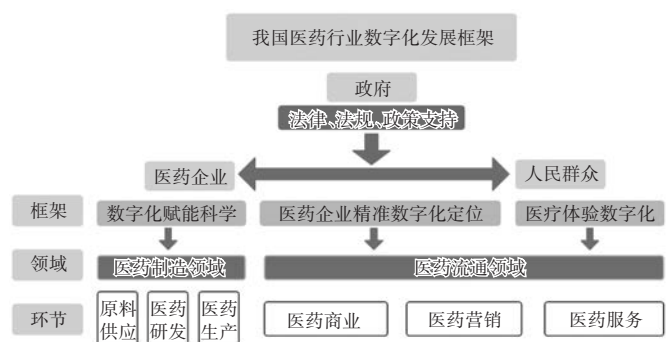 我国医药行业数字化发展框架
政府
法律、法规、政策支持
医药企业
人民群众
框架
数字化赋能科学
医药企业精准数字化定位
医疗体验数字化
领域
医药制造领域
医药流通领域
环节
原料
供应
医药
研发
医药
生产
医药商业
医药营销
医药服务